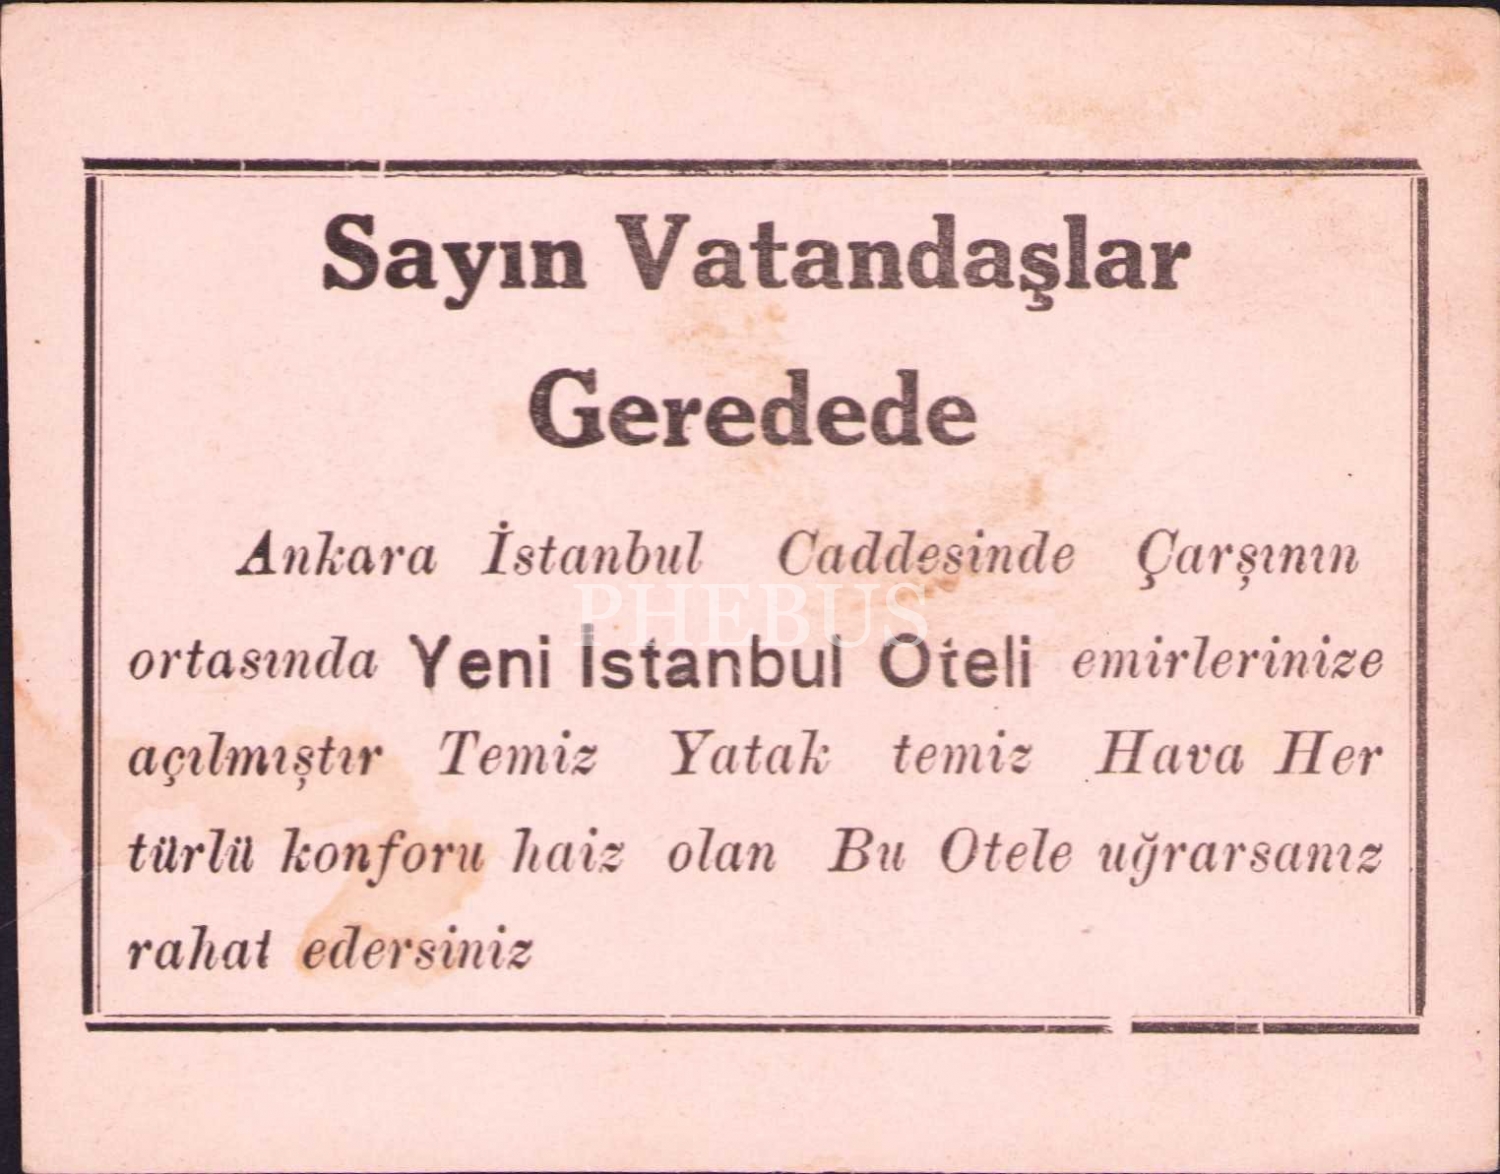 Sayın Vatandaşlar
Geredede
Ankara İstanbul Caddesinde Çarşının
PHEBUS
ortasında Yeni İstanbul Oteli emirlerinize
açılmıştır Temiz Yatak temiz Hava Her
türlü konforu haiz olan Bu Otele uğrarsanız
rahat edersiniz